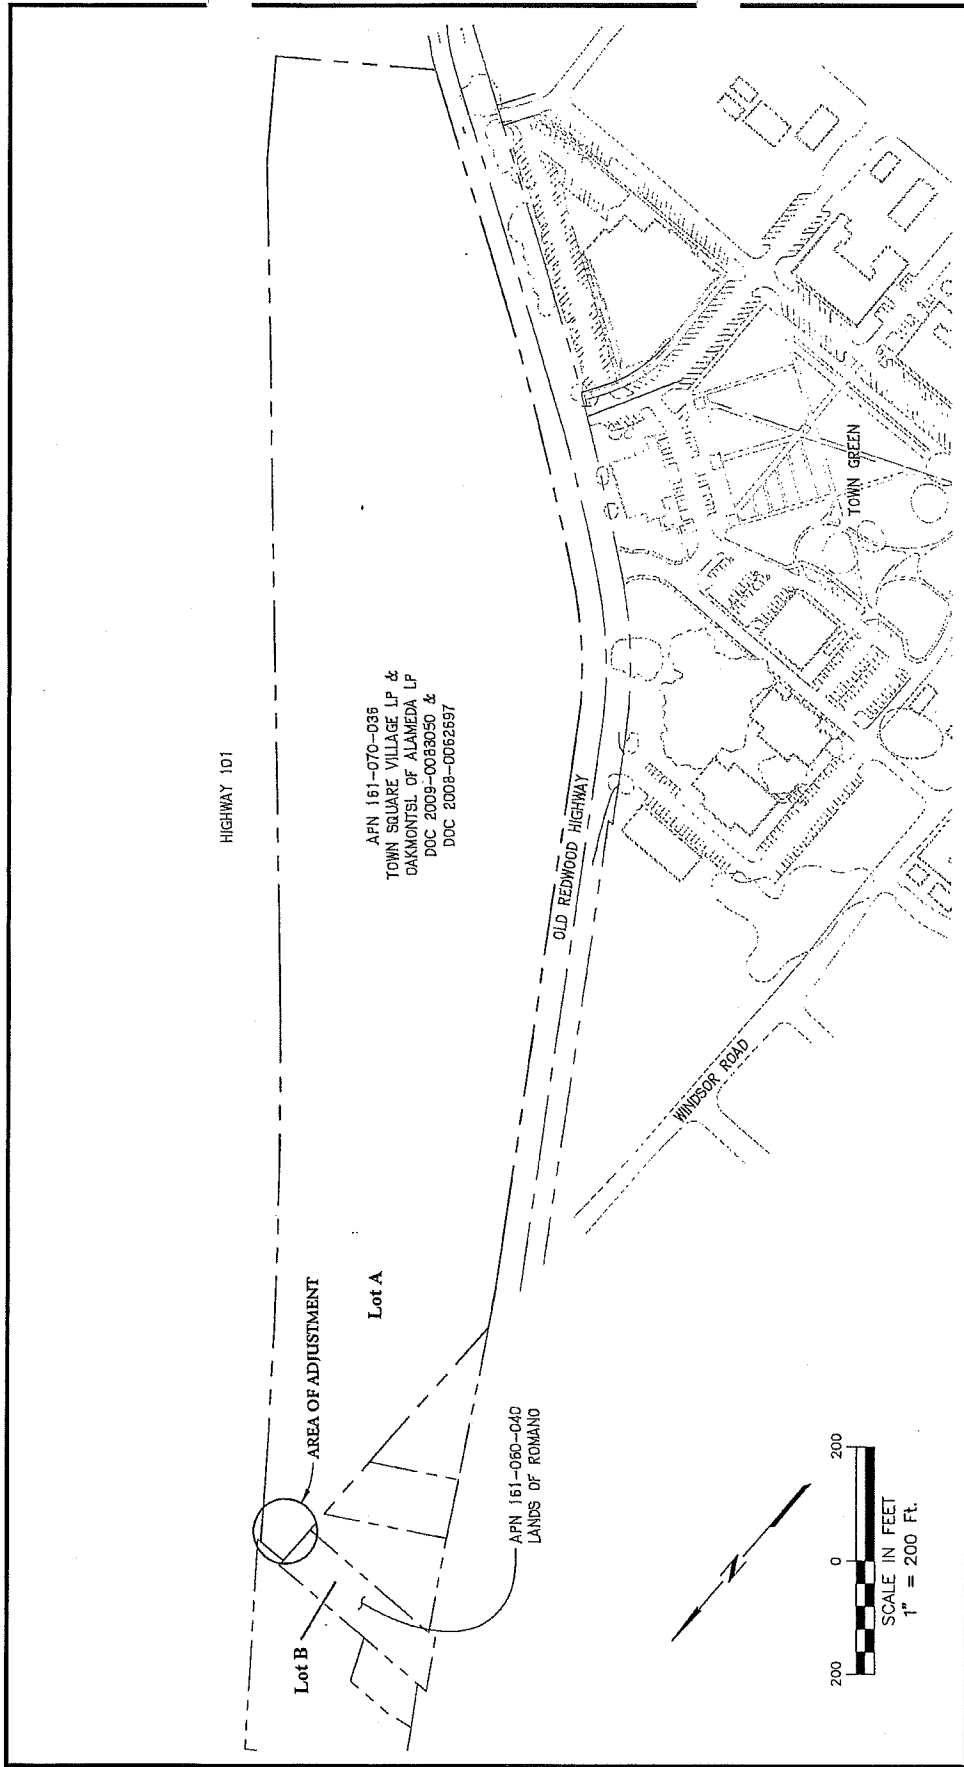 HIGHWAY 101
APN 161-070-036
TOWN SQUARE VILLAGE LP &
OAKMONTSL OF ALAMEDA LP
DOC 2009-0083050 &
DOC 2008-0062697
OLD REDWOOD HIGHWAY
TOWN GREEN
WINDSOR ROAD
AREA OF ADJUSTMENT
Lot A
Lot B
APN 161-060-040
LANDS OF ROMANO
N
200 0 200
SCALE IN FEET
1" = 200 Ft.